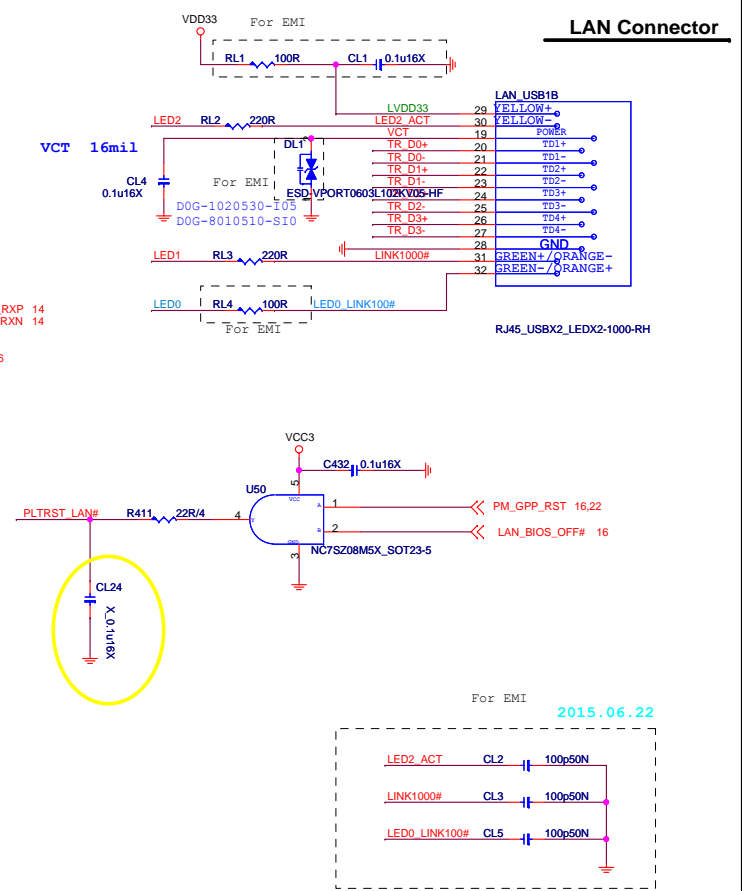 LAN Connector
VDD33
For EMI
RL1 100R
CL1 0.1u16X
LAN_USB1B
LVDD33 29 YELLOW+
LED2 RL2 220R LED2_ACT 30 YELLOW-
VCT 19 POWER
VCT 16mil
DL1
TR_D0+ 20 TD1+
TR_D0- 21 TD1-
TR_D1+ 22 TD2+
TR_D1- 23 TD2-
24 TD3+
TR_D2- 25 TD3-
TR_D3+ 26 TD4+
TR_D3- 27 TD4-
28 GND
CL4
0.1u16X
For EMI
ESD-VPORT0603L102KV05-HF
D0G-1020530-I05
D0G-8010510-SI0
LED1 RL3 220R LINK1000# 31 GREEN+/ORANGE-
32 GREEN-/ORANGE+
LED0 RL4 100R LED0_LINK100#
For EMI
RJ45_USBX2_LEDX2-1000-RH
RXP 14
RXN 14
6
VCC3
C432 0.1u16X
U50
5
VCC
PLTRST_LAN# R411 22R/4 4 Y
A 1 PM_GPP_RST 16,22
B 2 LAN_BIOS_OFF# 16
GND
3
NC7SZ08M5X_SOT23-5
CL24
X_0.1u16X
For EMI
2015.06.22
LED2_ACT CL2 100p50N
LINK1000# CL3 100p50N
LED0_LINK100# CL5 100p50N